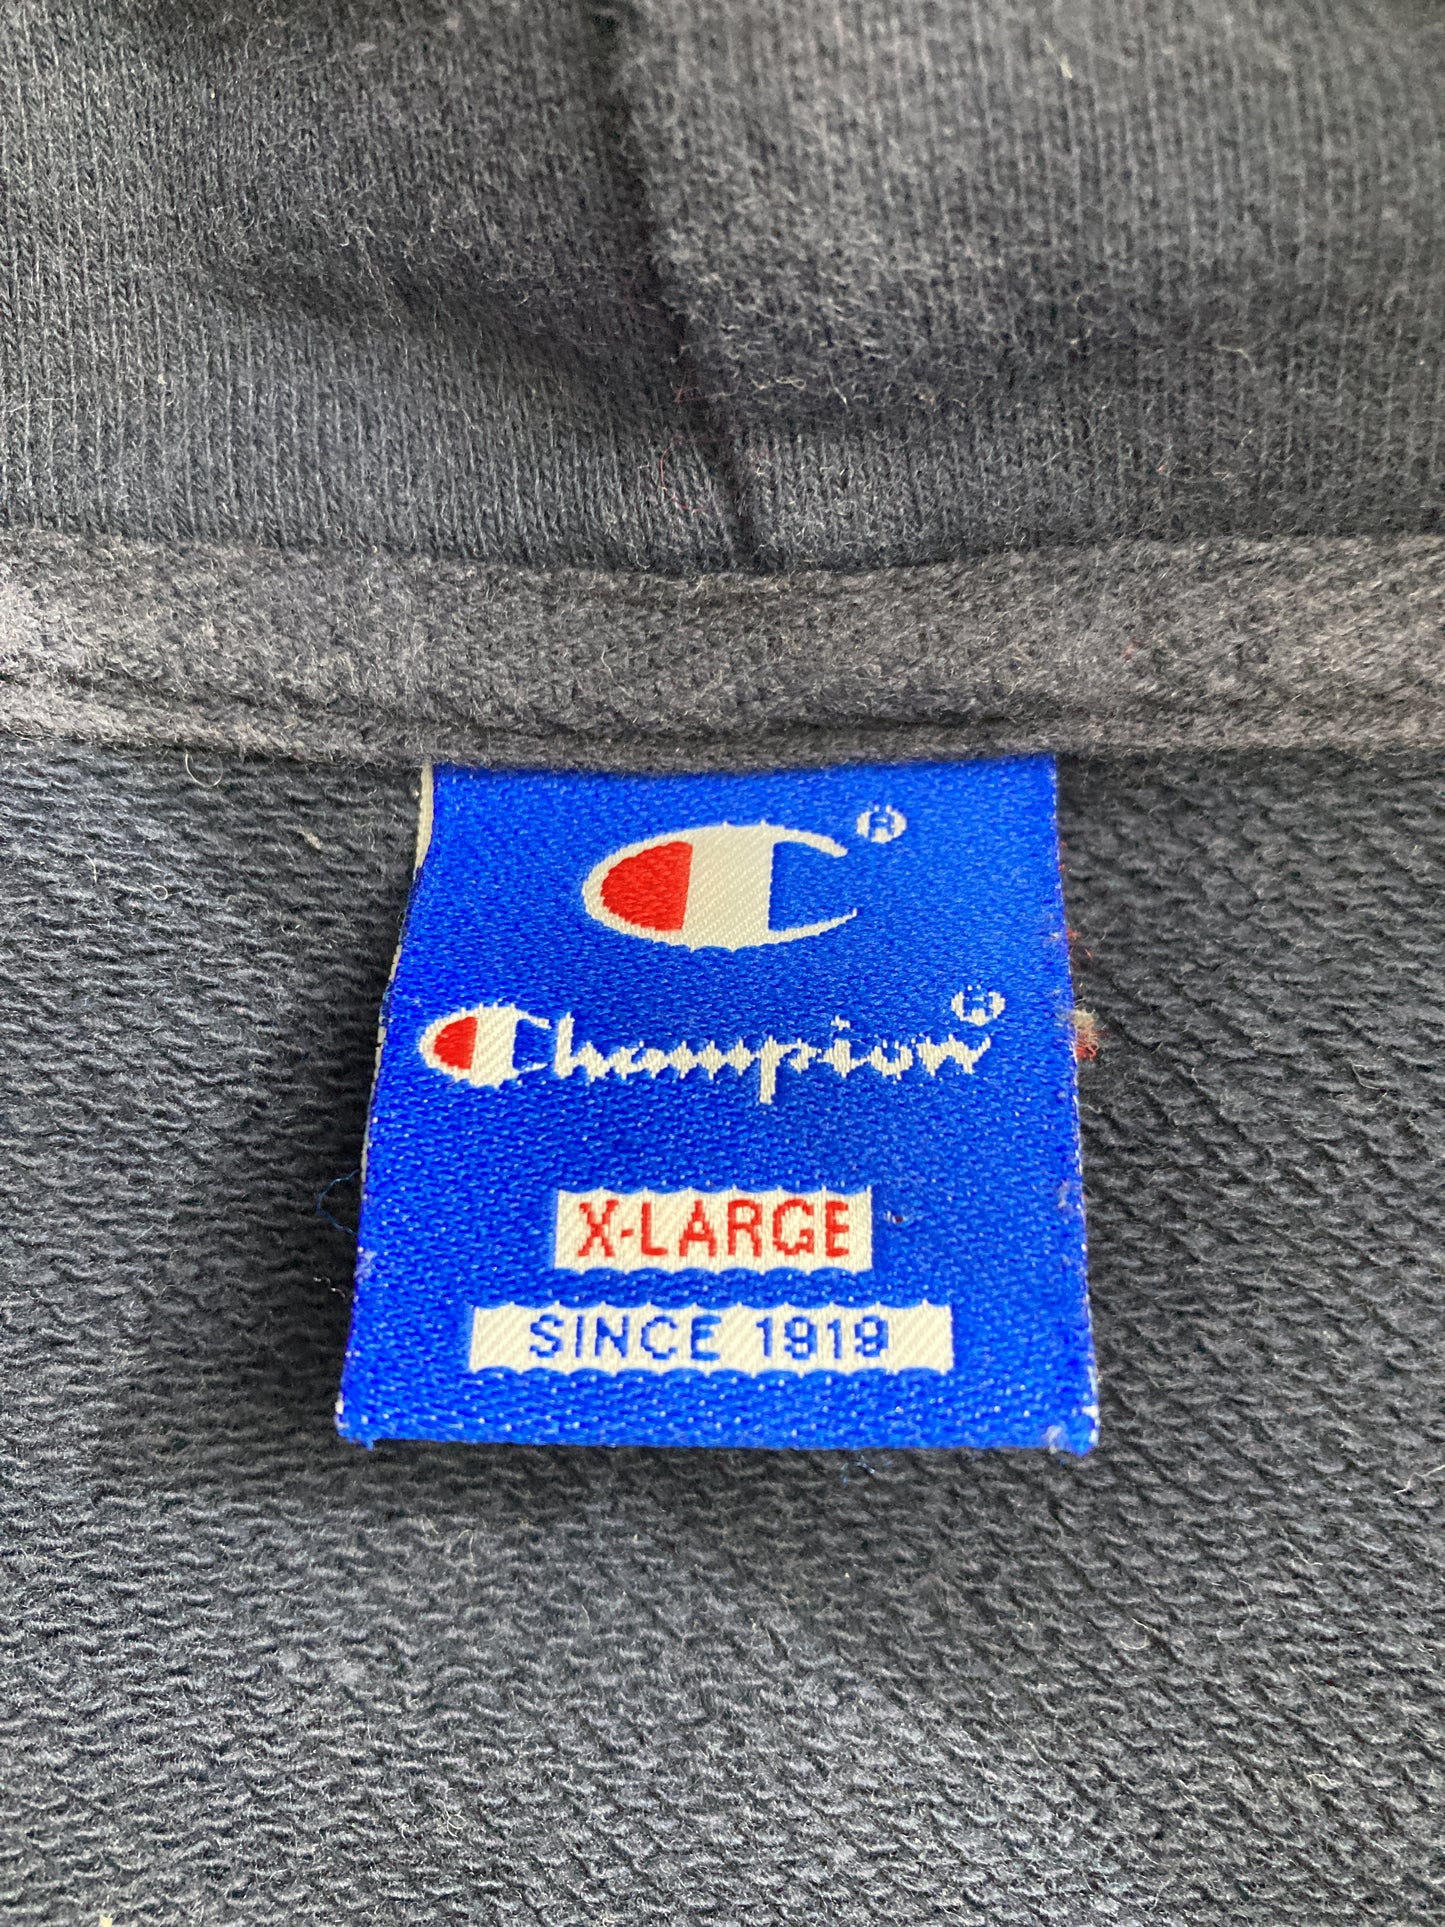 C®
Champion®
X-LARGE
SINCE 1919